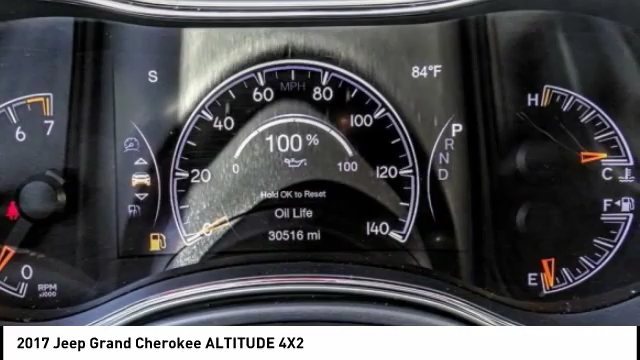 S
84°F
MPH
0
20
40
60
80
100
120
140
100 %
0
100
Hold OK to Reset
Oil Life
30516 mi
P
R
N
D
6
7
0
RPM
x1000
H
C
F
E
2017 Jeep Grand Cherokee ALTITUDE 4X2